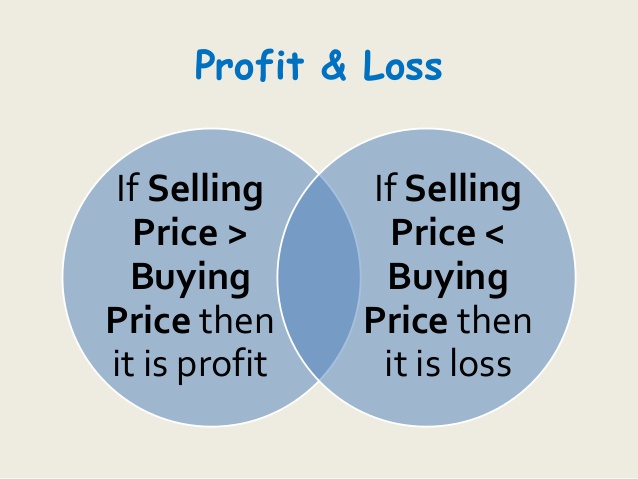 Profit & Loss
If Selling
Price >
Buying
Price then
it is profit
If Selling
Price <
Buying
Price then
it is loss